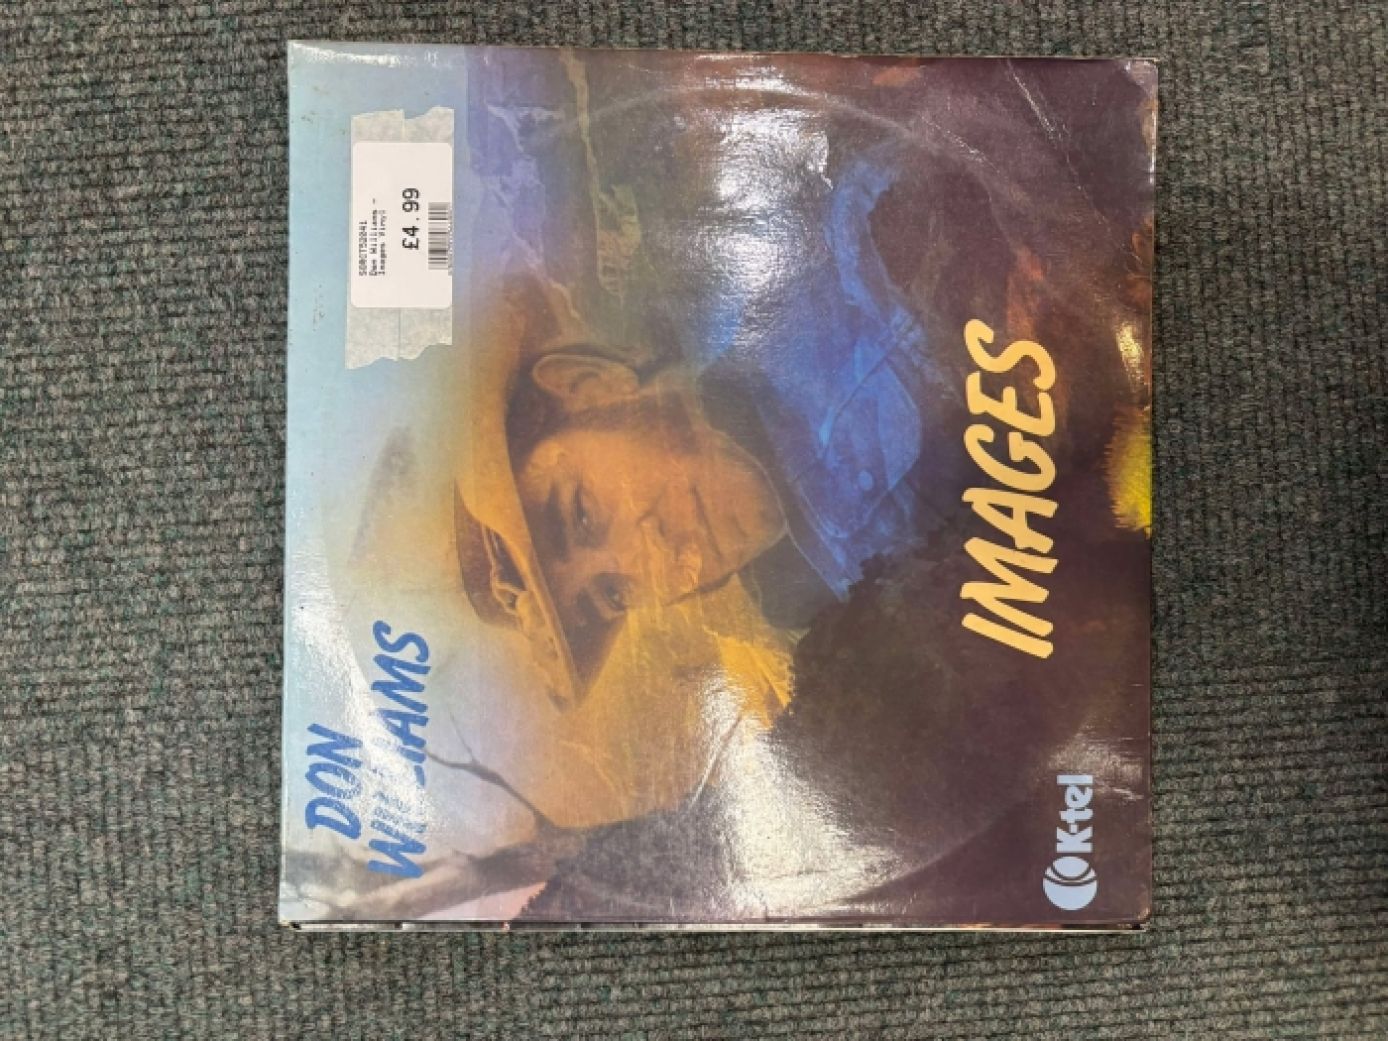 DON
WILLIAMS
Don Williams -
Images Vinyl
£4.99
IMAGES
K-tel